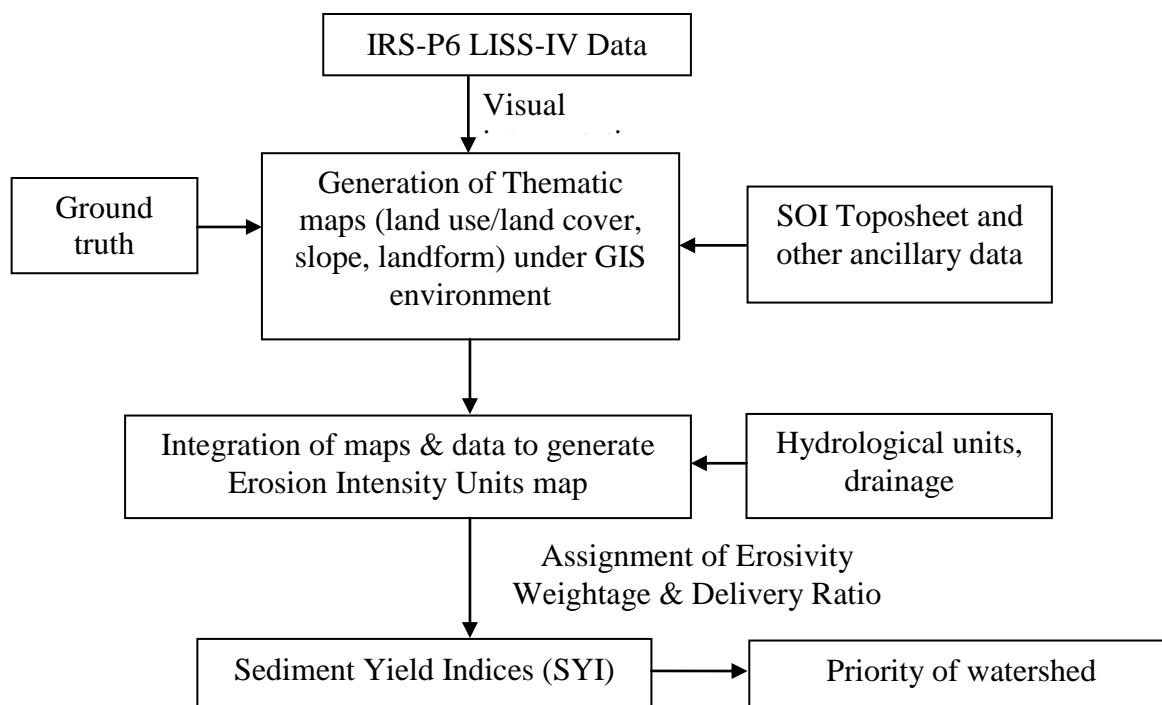 IRS-P6 LISS-IV Data
Visual
Generation of Thematic
maps (land use/land cover,
slope, landform) under GIS
environment
Ground
truth
SOI Toposheet and
other ancillary data
Integration of maps & data to generate
Erosion Intensity Units map
Hydrological units,
drainage
Assignment of Erosivity
Weightage & Delivery Ratio
Sediment Yield Indices (SYI)
Priority of watershed